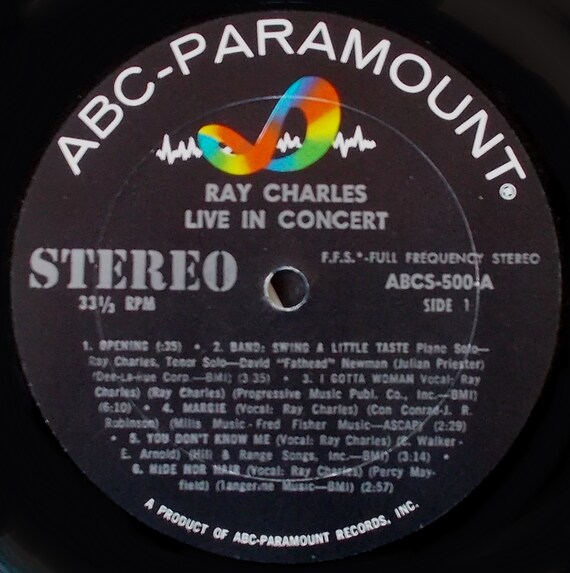 ABC-PARAMOUNT®
RAY CHARLES
LIVE IN CONCERT
STEREO
F.F.S.*-FULL FREQUENCY STEREO
33⅓ RPM
ABCS-500-A
SIDE 1
1. OPENING (:35) • 2. BAND: SWING A LITTLE TASTE Piano Solo—
Ray Charles, Tenor Solo—David "Fathead" Newman (Julian Priester)
(Dee-La-Hue Corp.—BMI) (3:35) • 3. I GOTTA WOMAN Vocal: Ray
Charles) (Ray Charles) (Progressive Music Publ. Co., Inc.—BMI)
(6:10) • 4. MARGIE (Vocal: Ray Charles) (Con Conrad-J. R.
Robinson) (Mills Music-Fred Fisher Music—ASCAP) (2:29)
• 5. YOU DON'T KNOW ME (Vocal: Ray Charles) (C. Walker-
E. Arnold) (Hill & Range Songs, Inc.—BMI) (3:14) •
6. HIDE NOR HAIR (Vocal: Ray Charles) (Percy May-
field) (Tangerine Music—BMI) (2:57)
A PRODUCT OF ABC-PARAMOUNT RECORDS, INC.